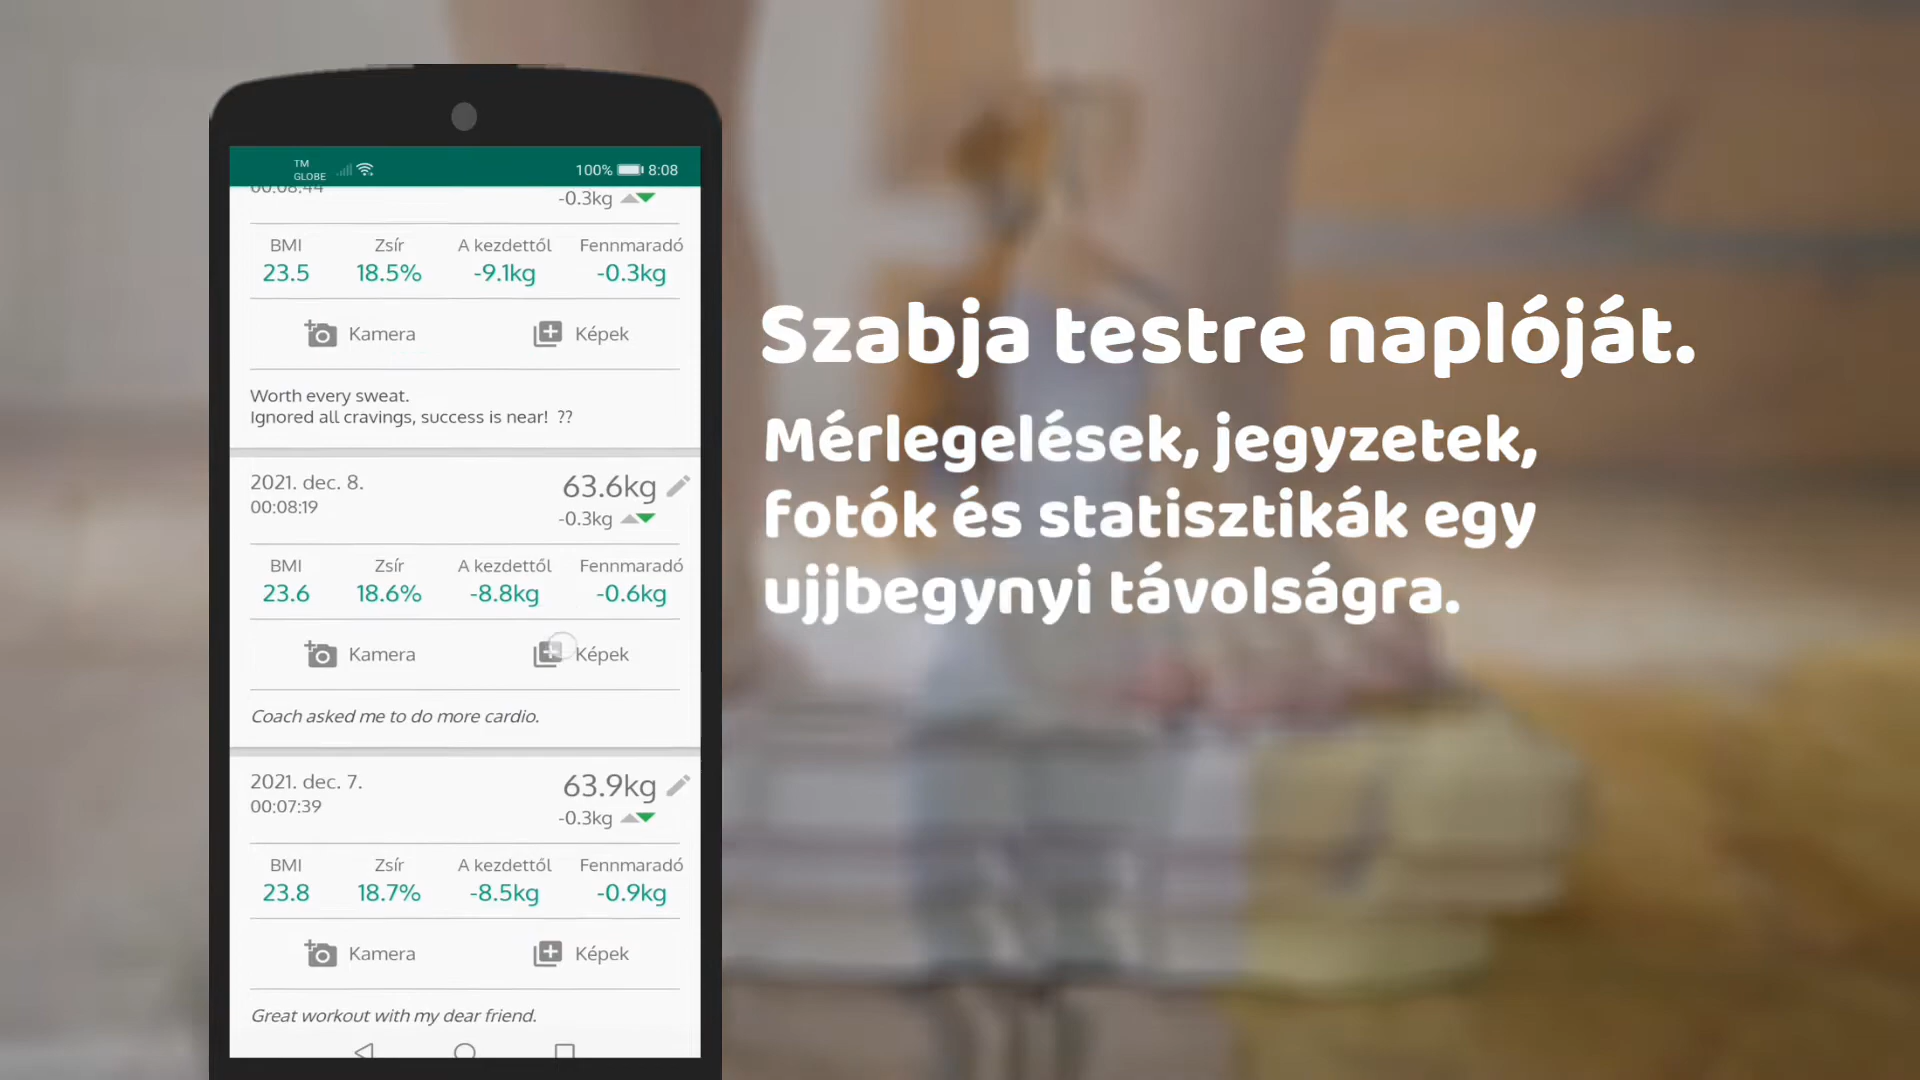 TM
GLOBE
100% 8:08
00:08:44
-0.3kg
BMI Zsír A kezdettől Fennmaradó
23.5 18.5% -9.1kg -0.3kg
Kamera Képek
Worth every sweat.
Ignored all cravings, success is near! ??
2021. dec. 8. 63.6kg
00:08:19 -0.3kg
BMI Zsír A kezdettől Fennmaradó
23.6 18.6% -8.8kg -0.6kg
Kamera Képek
Coach asked me to do more cardio.
2021. dec. 7. 63.9kg
00:07:39 -0.3kg
BMI Zsír A kezdettől Fennmaradó
23.8 18.7% -8.5kg -0.9kg
Kamera Képek
Great workout with my dear friend.
Szabja testre naplóját.
Mérlegelések, jegyzetek,
fotók és statisztikák egy
ujjbegynyi távolságra.